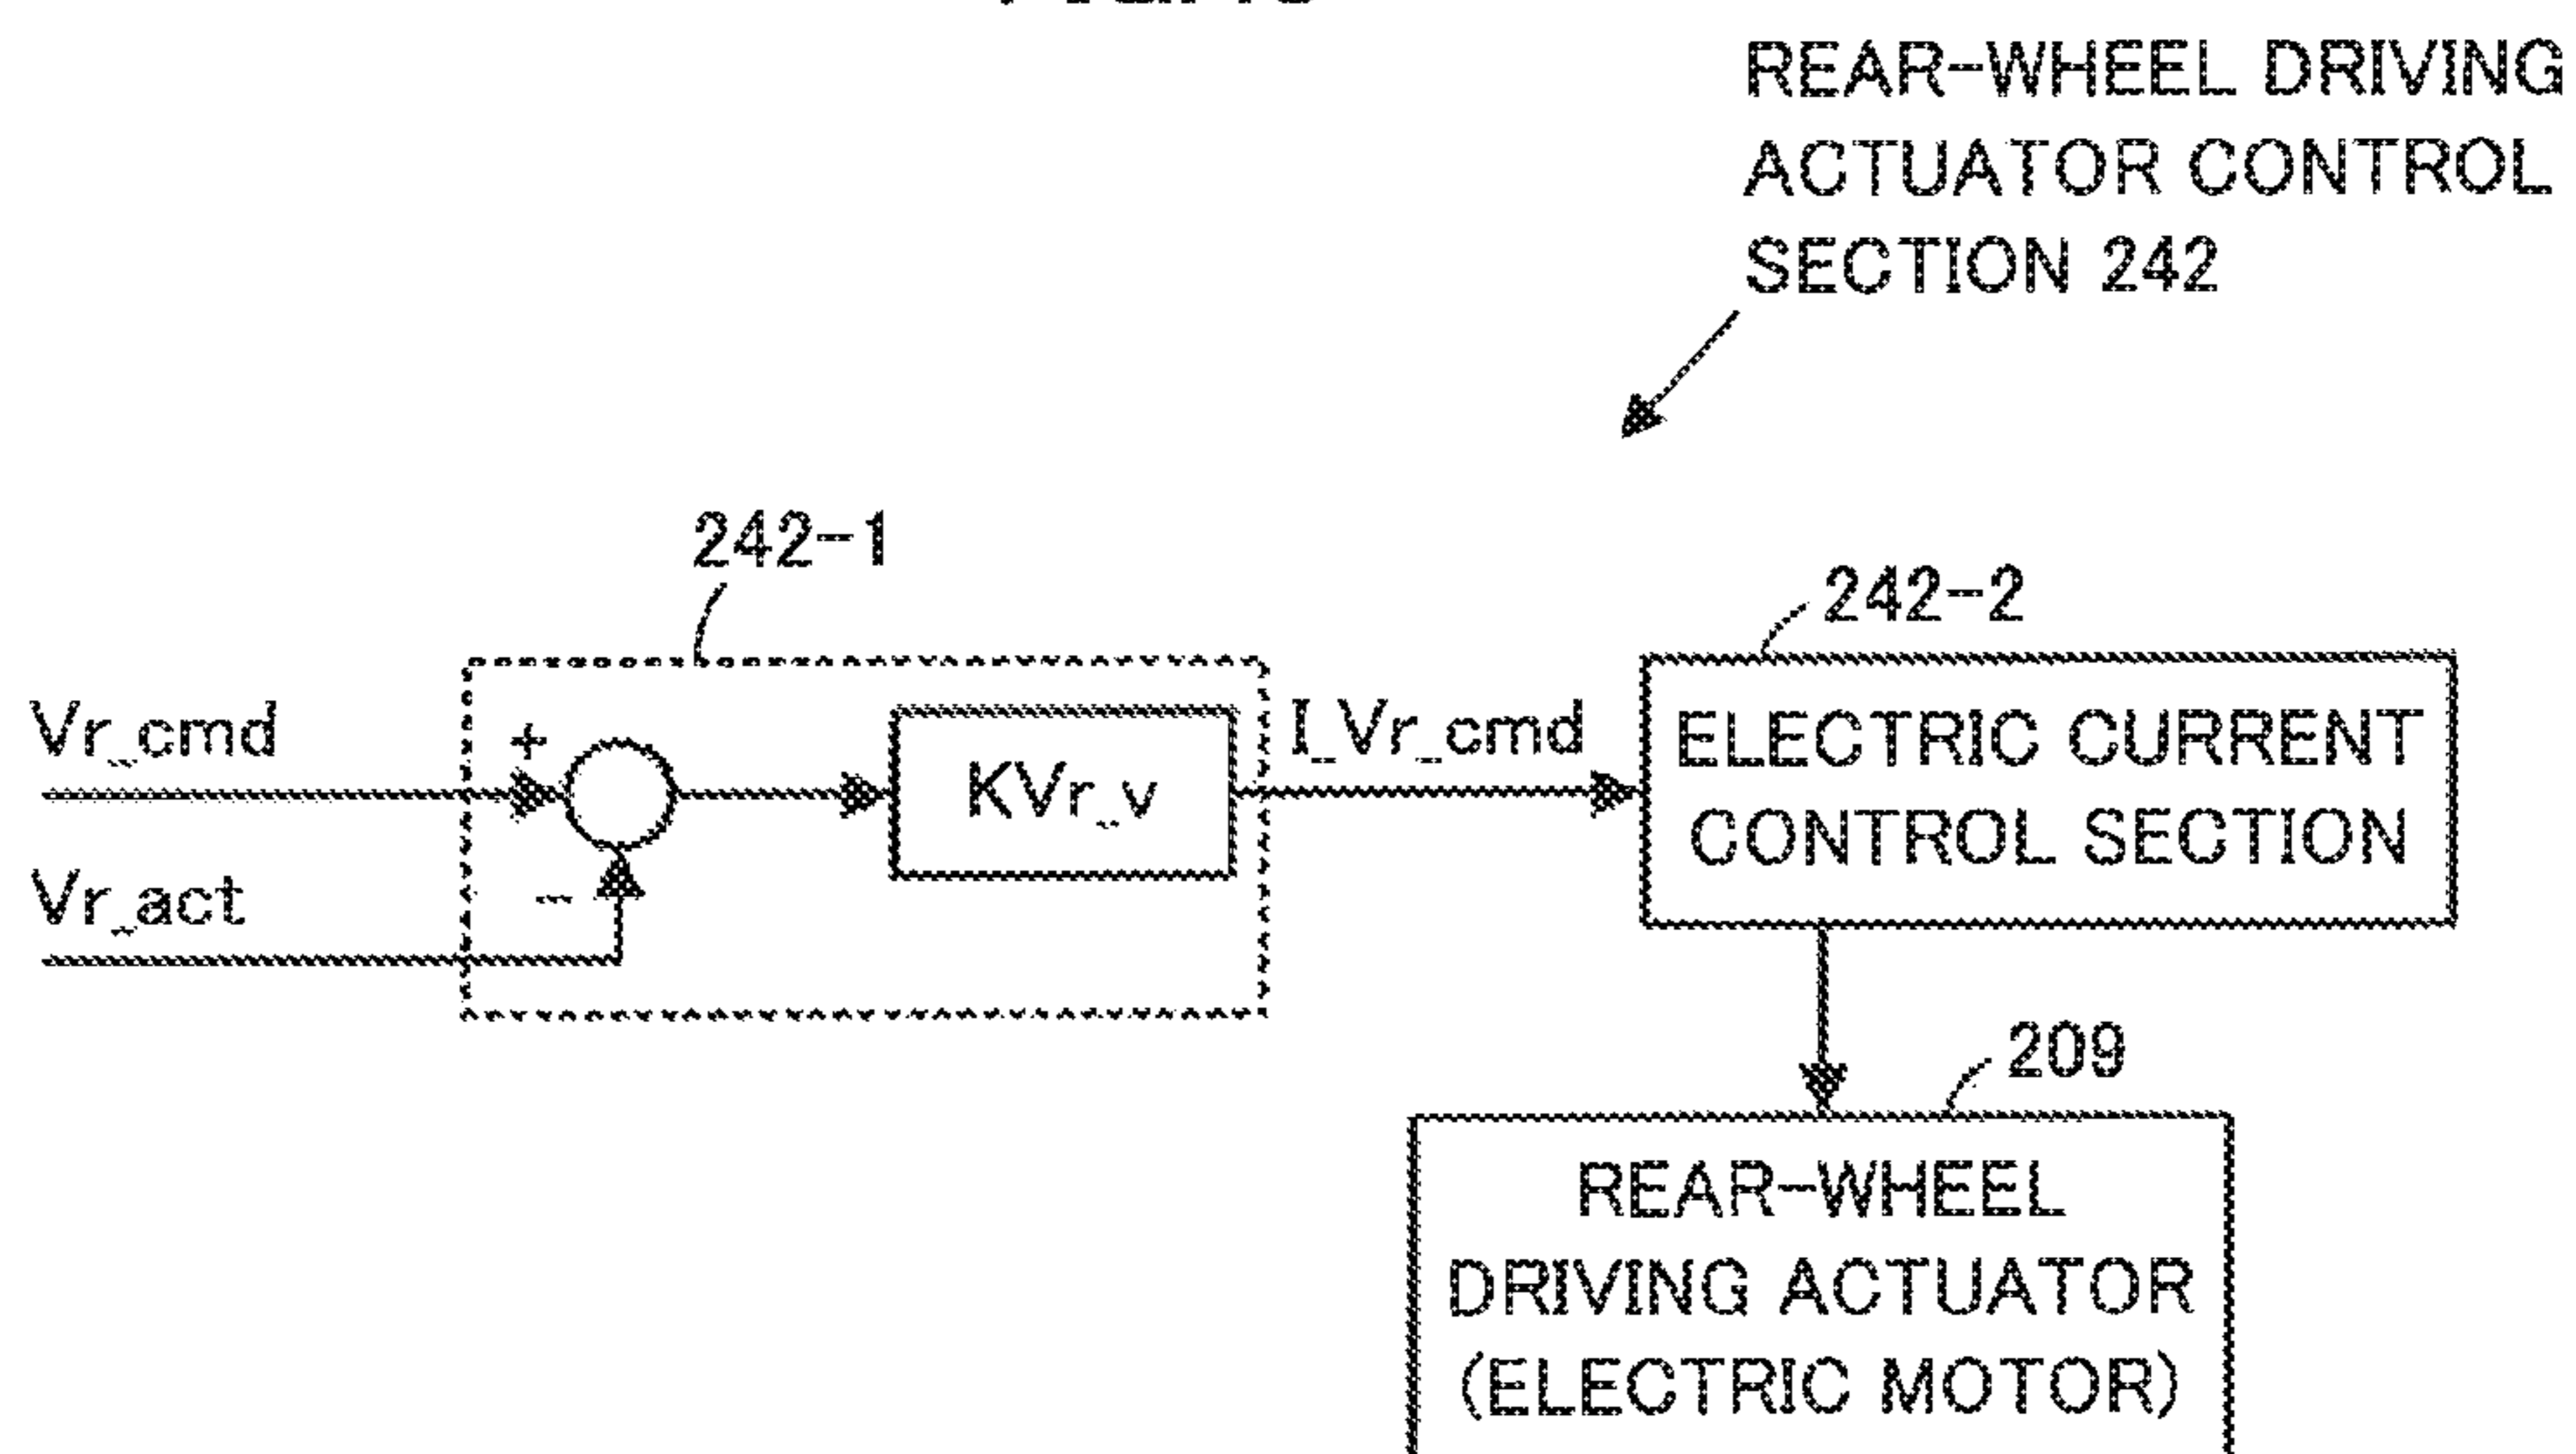 REAR-WHEEL DRIVING
ACTUATOR CONTROL
SECTION 242
242-1
242-2
Vr_cmd
+
KVr_v
I_Vr_cmd
ELECTRIC CURRENT
CONTROL SECTION
Vr_act
-
209
REAR-WHEEL
DRIVING ACTUATOR
(ELECTRIC MOTOR)